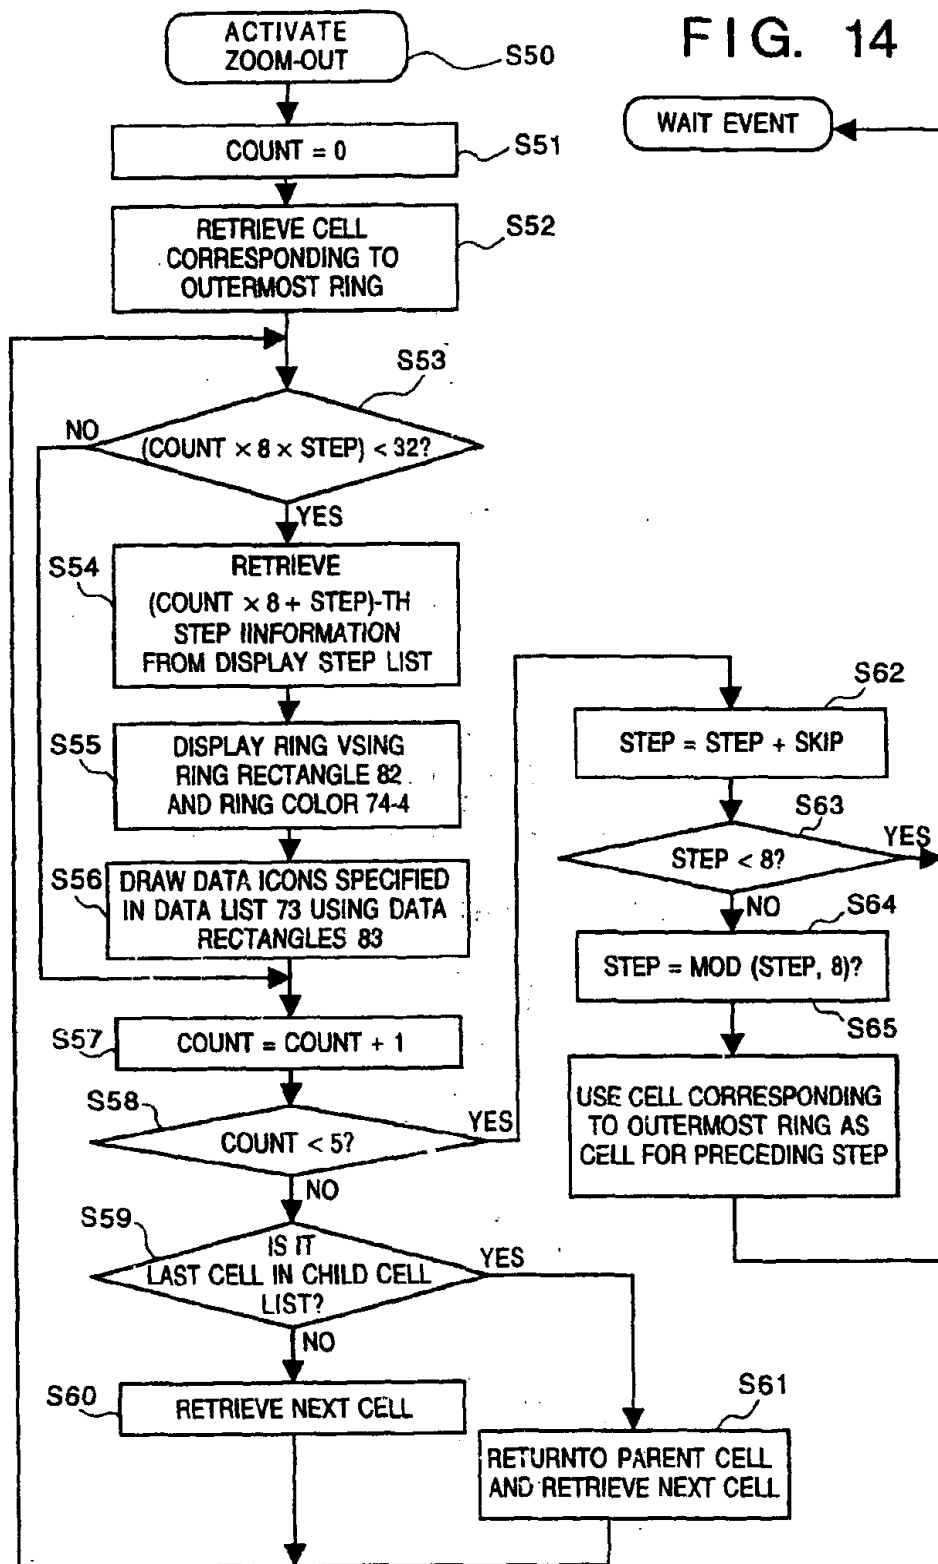 FIG. 14
ACTIVATE
ZOOM-OUT
S50
WAIT EVENT
COUNT = 0
S51
RETRIEVE CELL
CORRESPONDING TO
OUTERMOST RING
S52
S53
NO
(COUNT × 8 × STEP) < 32?
YES
S54
RETRIEVE
(COUNT × 8 + STEP)-TH
STEP IINFORMATION
FROM DISPLAY STEP LIST
S55
DISPLAY RING VSING
RING RECTANGLE 82
AND RING COLOR 74-4
S56
DRAW DATA ICONS SPECIFIED
IN DATA LIST 73 USING DATA
RECTANGLES 83
S57
COUNT = COUNT + 1
S58
COUNT < 5?
YES
NO
S59
IS IT
LAST CELL IN CHILD CELL
LIST?
YES
NO
S60
RETRIEVE NEXT CELL
S61
RETURNTO PARENT CELL
AND RETRIEVE NEXT CELL
S62
STEP = STEP + SKIP
S63
STEP < 8?
YES
NO
S64
STEP = MOD (STEP, 8)?
S65
USE CELL CORRESPONDING
TO OUTERMOST RING AS
CELL FOR PRECEDING STEP